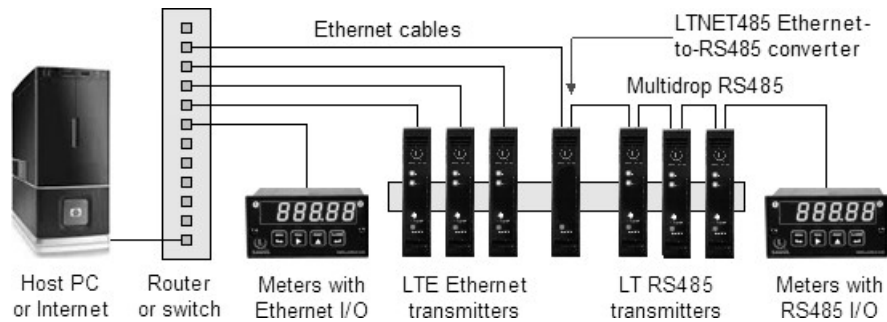 Ethernet cables
LTNET485 Ethernet-
to-RS485 converter
Multidrop RS485
888.88
888.88
Host PC
or Internet
Router
or switch
Meters with
Ethernet I/O
LTE Ethernet
transmitters
LT RS485
transmitters
Meters with
RS485 I/O